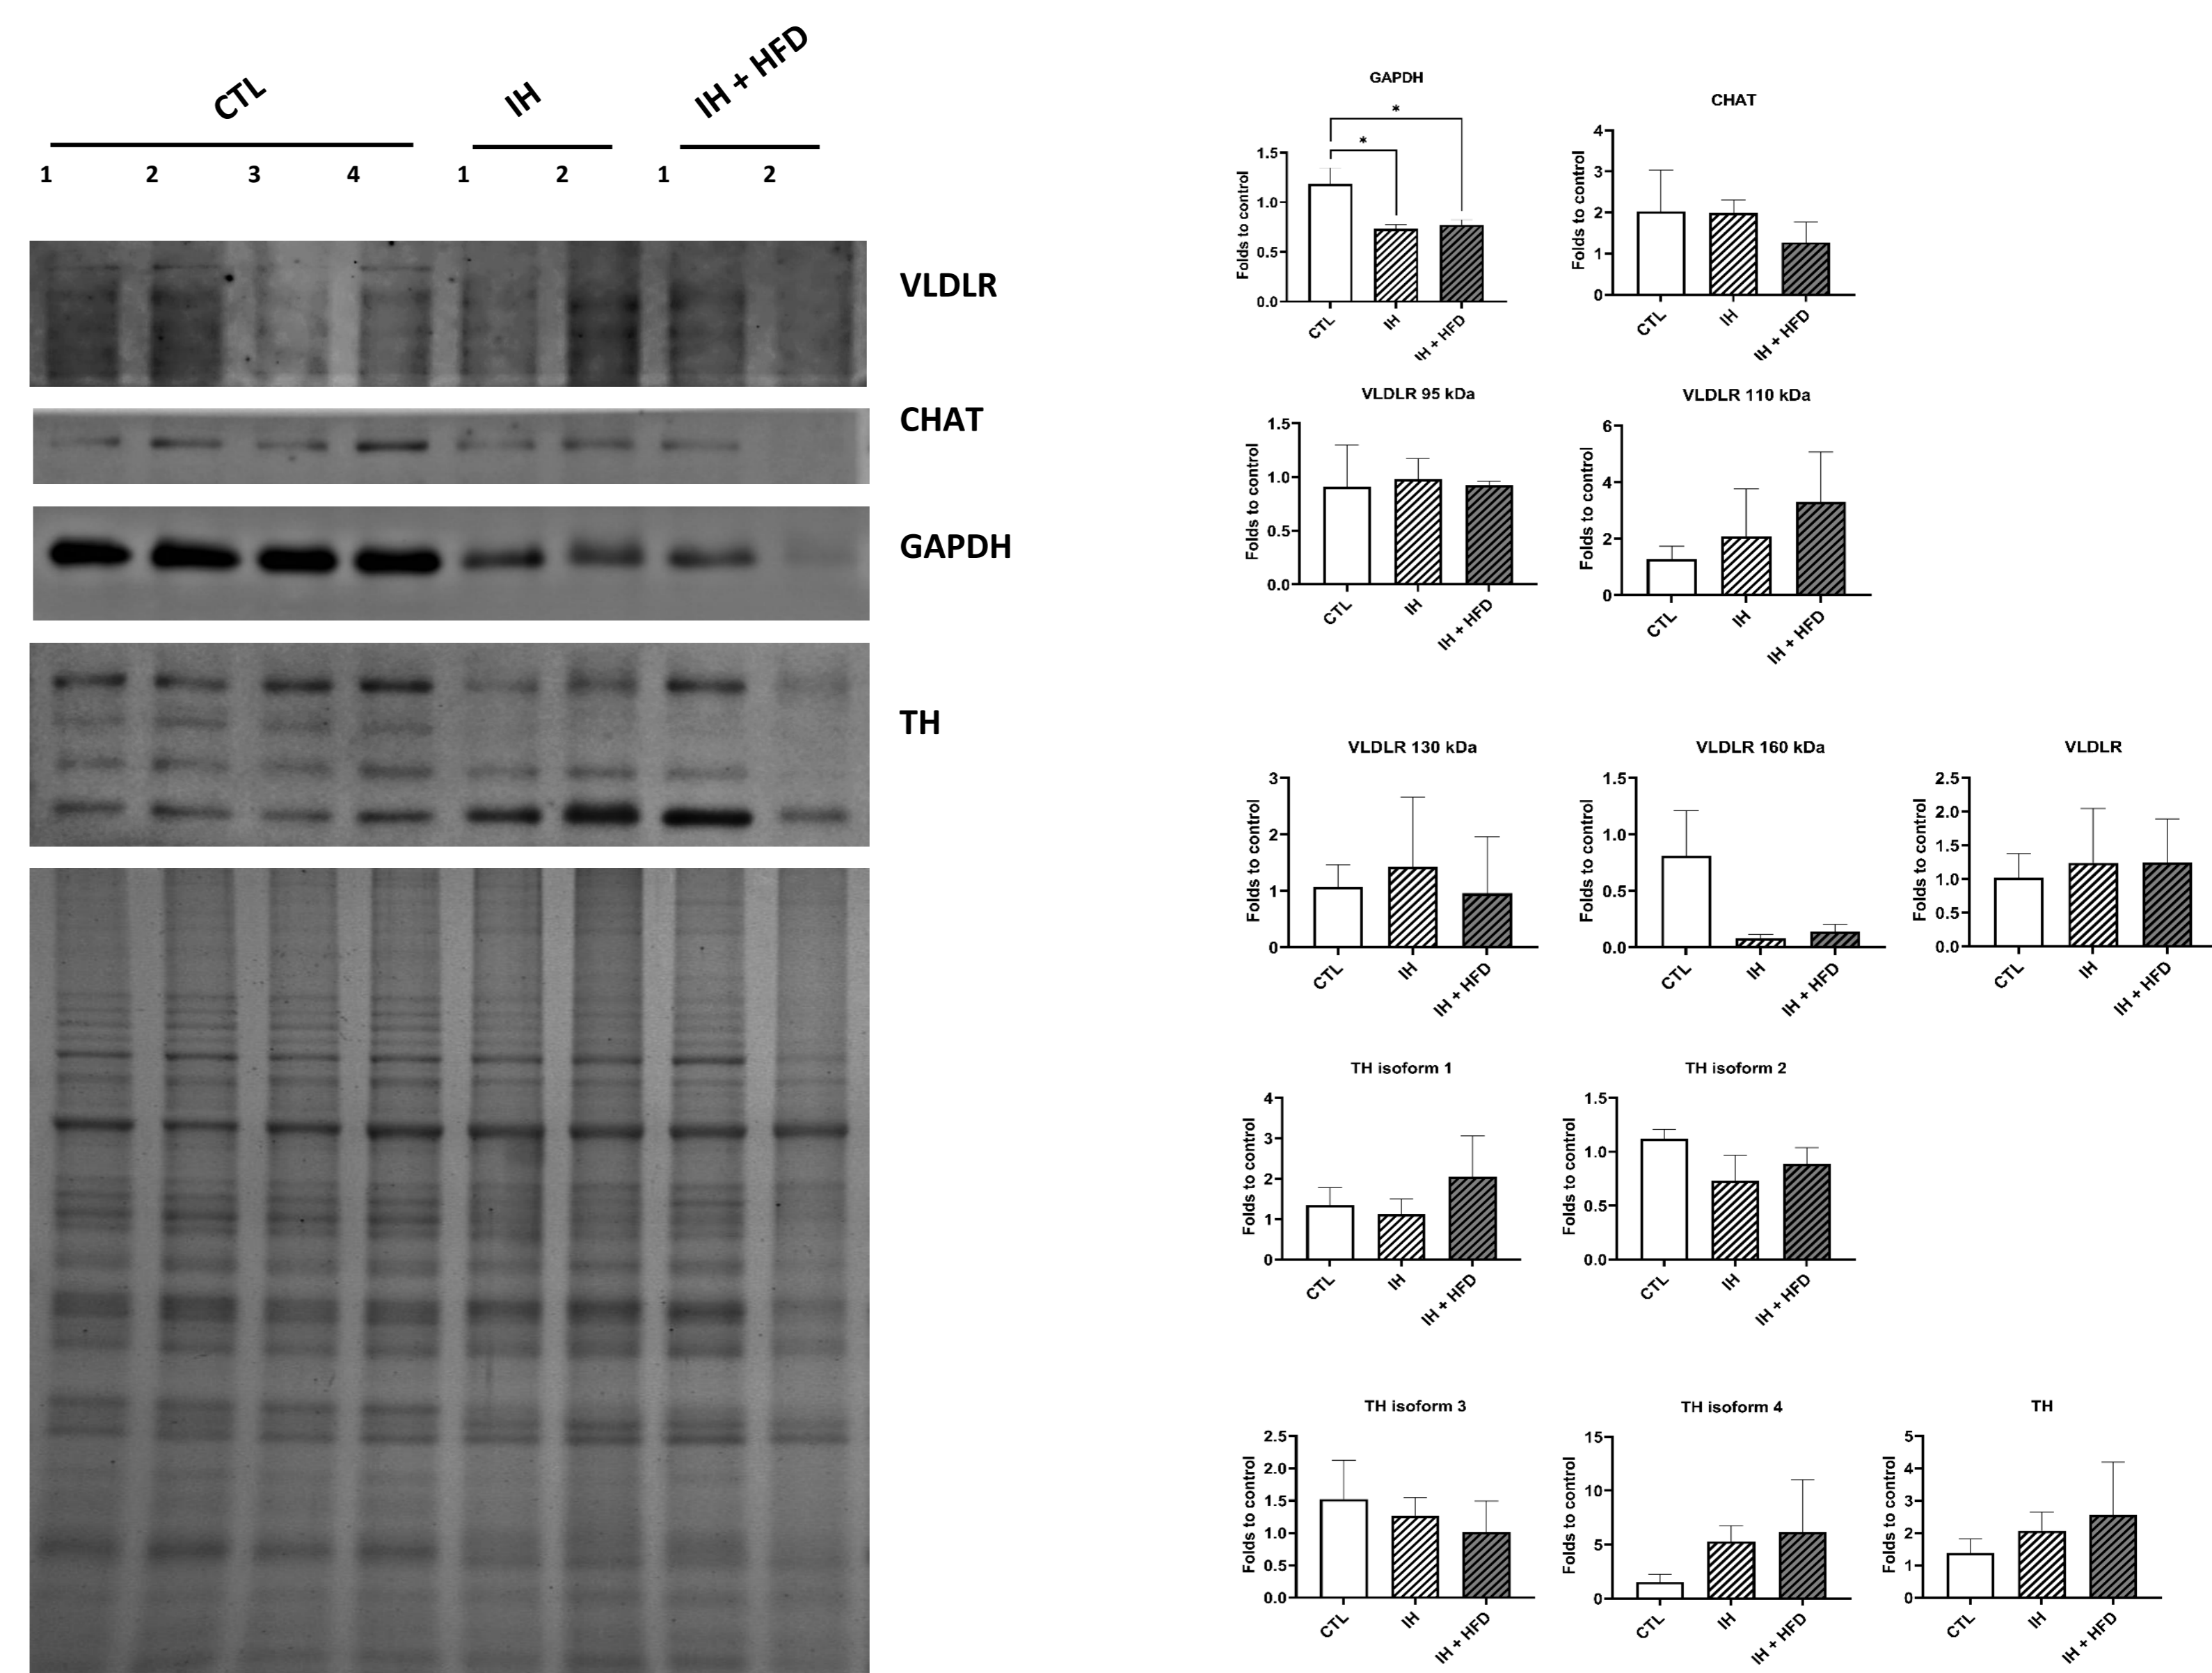 CTL IH IH + HFD
1 2 3 4 1 2 1 2
VLDLR
CHAT
GAPDH
TH
GAPDH
* 
*
Folds to control
1.5
1.0
0.5
0.0
CTL IH IH + HFD
CHAT
Folds to control
4
3
2
1
0
CTL IH IH + HFD
VLDLR 95 kDa
Folds to control
1.5
1.0
0.5
0.0
CTL IH IH + HFD
VLDLR 110 kDa
Folds to control
6
4
2
0
CTL IH IH + HFD
VLDLR 130 kDa
Folds to control
3
2
1
0
CTL IH IH + HFD
VLDLR 160 kDa
Folds to control
1.5
1.0
0.5
0.0
CTL IH IH + HFD
VLDLR
Folds to control
2.5
2.0
1.5
1.0
0.5
0.0
CTL IH IH + HFD
TH isoform 1
Folds to control
4
3
2
1
0
CTL IH IH + HFD
TH isoform 2
Folds to control
1.5
1.0
0.5
0.0
CTL IH IH + HFD
TH isoform 3
Folds to control
2.5
2.0
1.5
1.0
0.5
0.0
CTL IH IH + HFD
TH isoform 4
Folds to control
15
10
5
0
CTL IH IH + HFD
TH
Folds to control
5
4
3
2
1
0
CTL IH IH + HFD